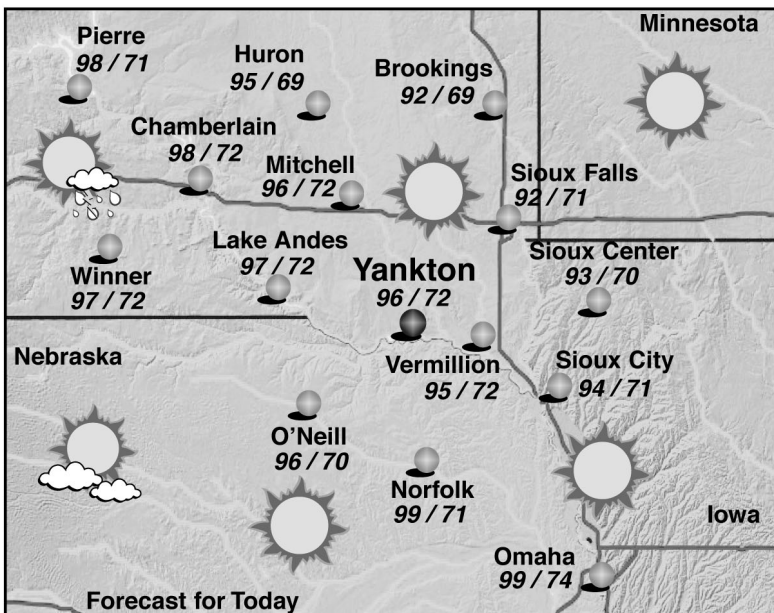 Pierre
98 / 71
Huron
95 / 69
Brookings
92 / 69
Minnesota
Chamberlain
98 / 72
Mitchell
96 / 72
Sioux Falls
92 / 71
Winner
97 / 72
Lake Andes
97 / 72
Yankton
96 / 72
Sioux Center
93 / 70
Nebraska
Vermillion
95 / 72
Sioux City
94 / 71
O’Neill
96 / 70
Norfolk
99 / 71
Iowa
Omaha
99 / 74
Forecast for Today